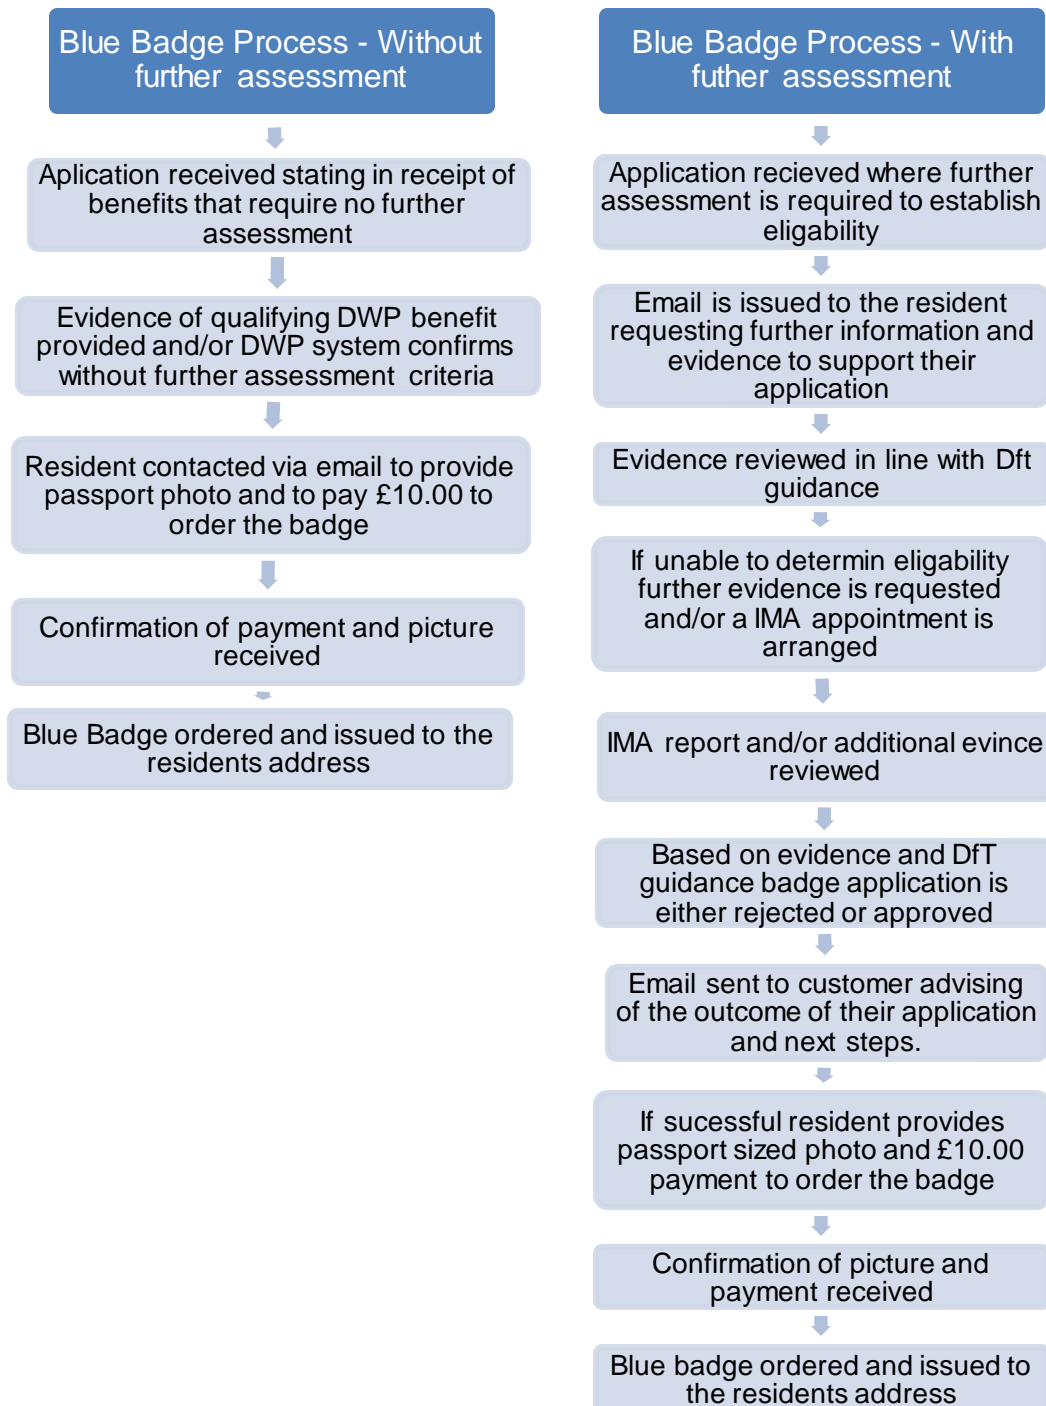 Blue Badge Process - Without
further assessment
Aplication received stating in receipt of
benefits that require no further
assessment
Evidence of qualifying DWP benefit
provided and/or DWP system confirms
without further assessment criteria
Resident contacted via email to provide
passport photo and to pay £10.00 to
order the badge
Confirmation of payment and picture
received
Blue Badge ordered and issued to the
residents address
Blue Badge Process - With
futher assessment
Application recieved where further
assessment is required to establish
eligability
Email is issued to the resident
requesting further information and
evidence to support their
application
Evidence reviewed in line with Dft
guidance
If unable to determin eligability
further evidence is requested
and/or a IMA appointment is
arranged
IMA report and/or additional evince
reviewed
Based on evidence and DfT
guidance badge application is
either rejected or approved
Email sent to customer advising
of the outcome of their application
and next steps.
If sucessful resident provides
passport sized photo and £10.00
payment to order the badge
Confirmation of picture and
payment received
Blue badge ordered and issued to
the residents address